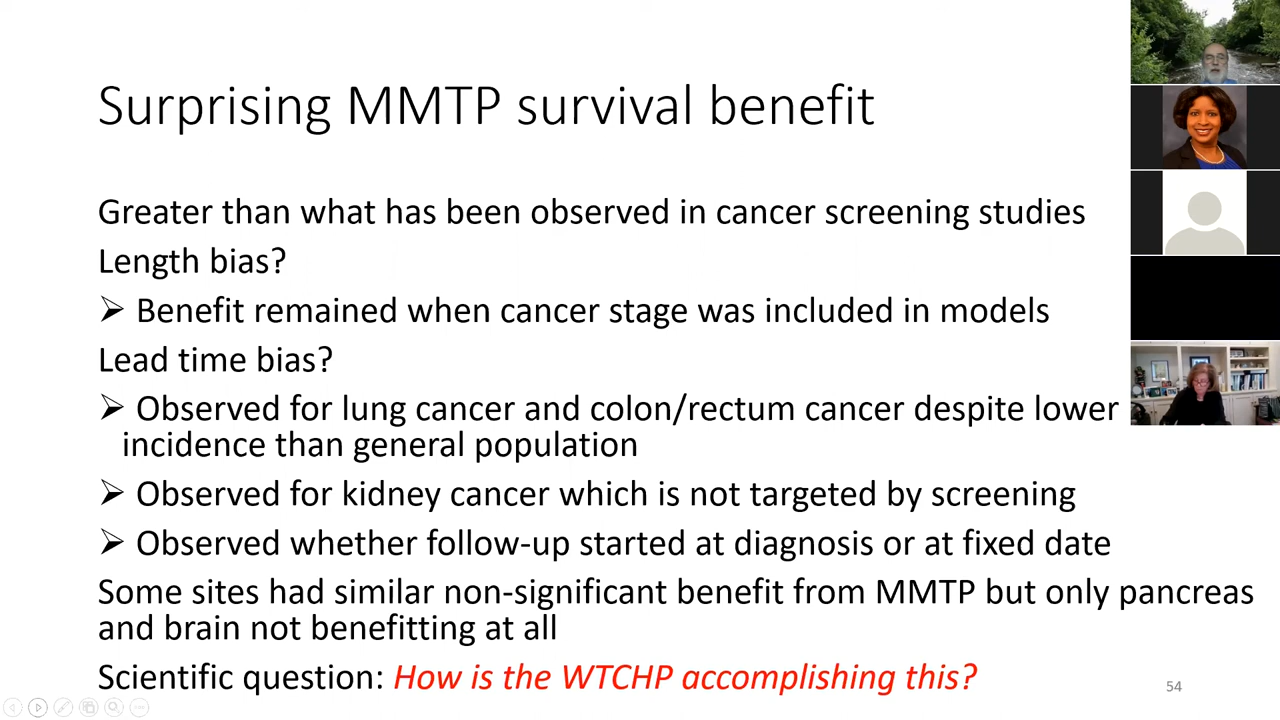 Surprising MMTP survival benefit
Greater than what has been observed in cancer screening studies
Length bias?
➢ Benefit remained when cancer stage was included in models
Lead time bias?
➢ Observed for lung cancer and colon/rectum cancer despite lower
incidence than general population
➢ Observed for kidney cancer which is not targeted by screening
➢ Observed whether follow-up started at diagnosis or at fixed date
Some sites had similar non-significant benefit from MMTP but only pancreas
and brain not benefitting at all
Scientific question: How is the WTCHP accomplishing this?
54